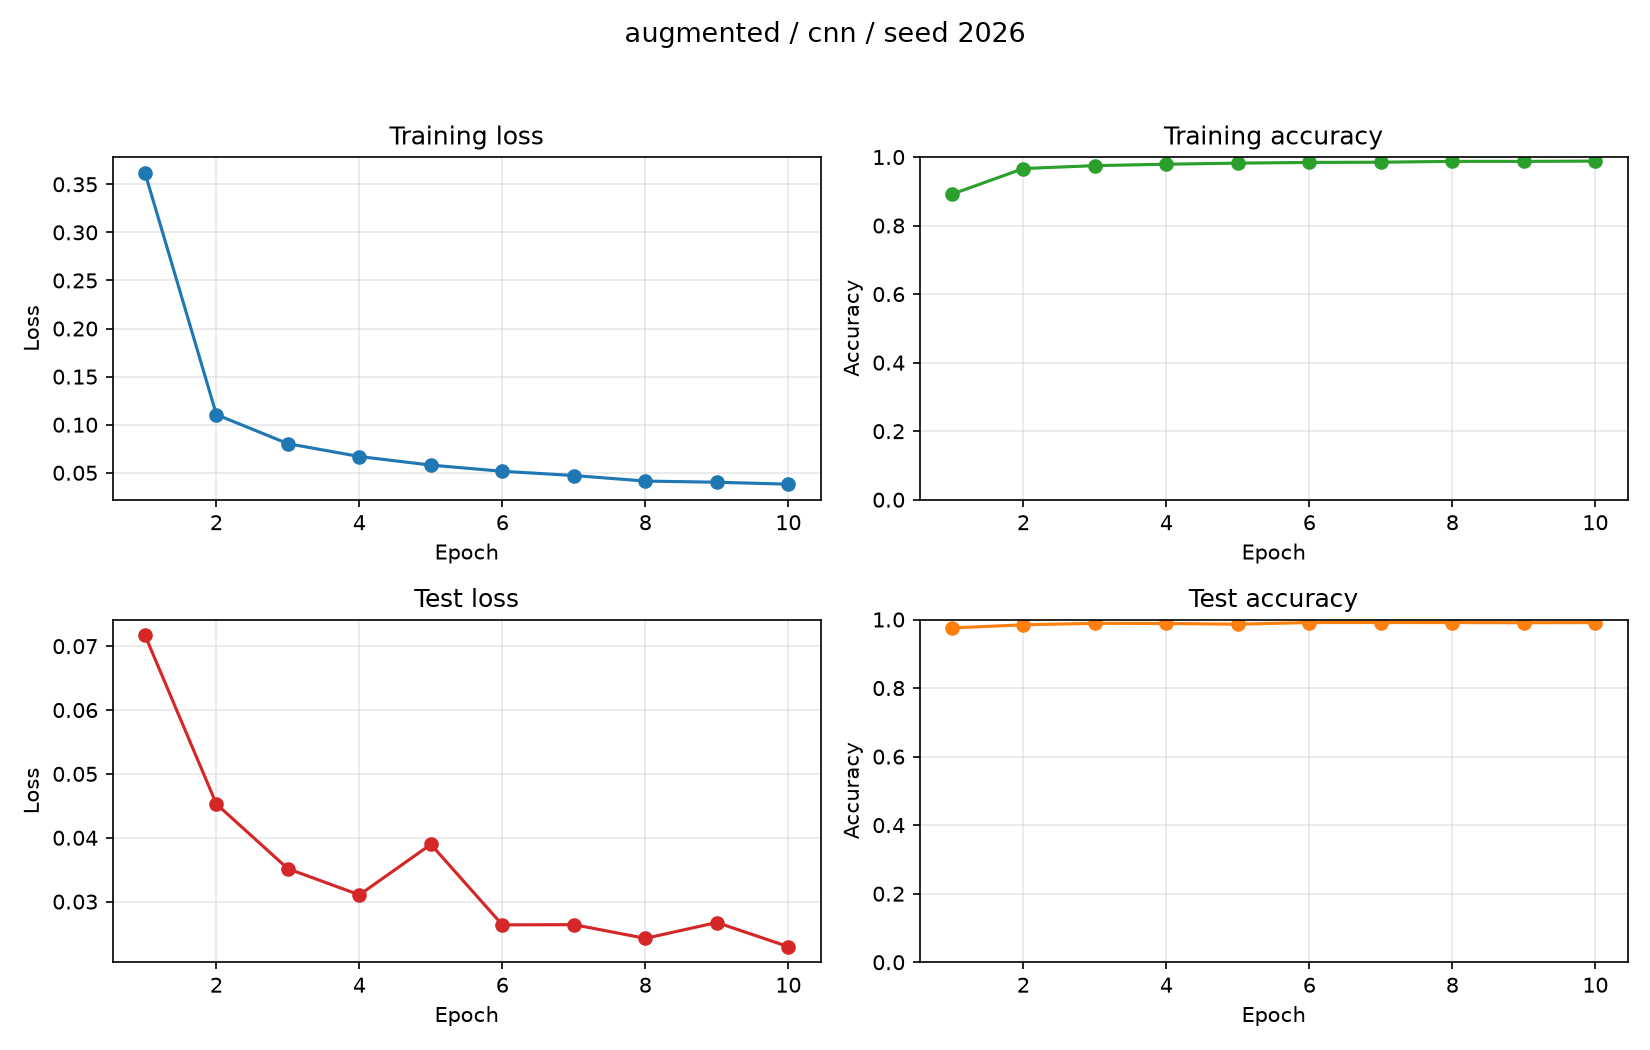 augmented / cnn / seed 2026
Training loss
Loss
0.35
0.30
0.25
0.20
0.15
0.10
0.05
2 4 6 8 10
Epoch
Training accuracy
Accuracy
1.0
0.8
0.6
0.4
0.2
0.0
2 4 6 8 10
Epoch
Test loss
Loss
0.07
0.06
0.05
0.04
0.03
2 4 6 8 10
Epoch
Test accuracy
Accuracy
1.0
0.8
0.6
0.4
0.2
0.0
2 4 6 8 10
Epoch